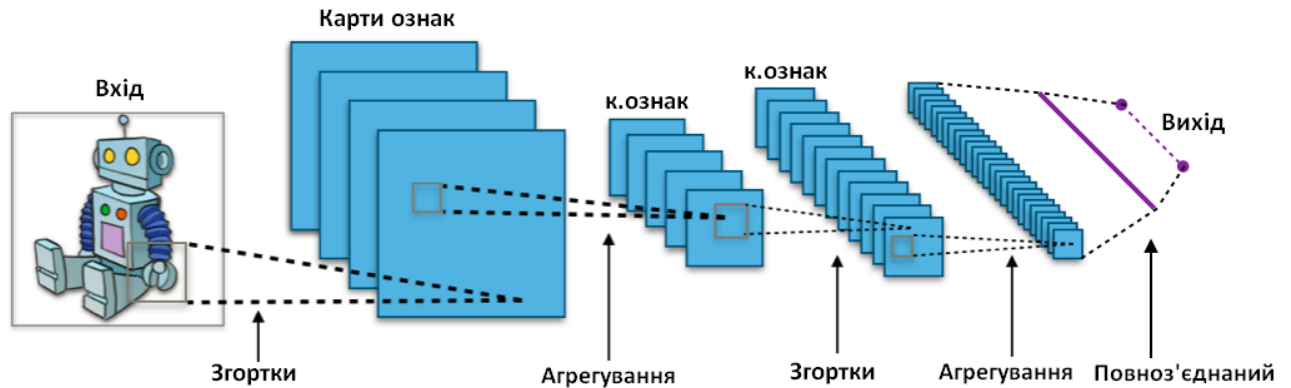 Карти ознак
Вхід
к.ознак
к.ознак
Вихід
Згортки
Агрегування
Згортки
Агрегування
Повноз'єднаний